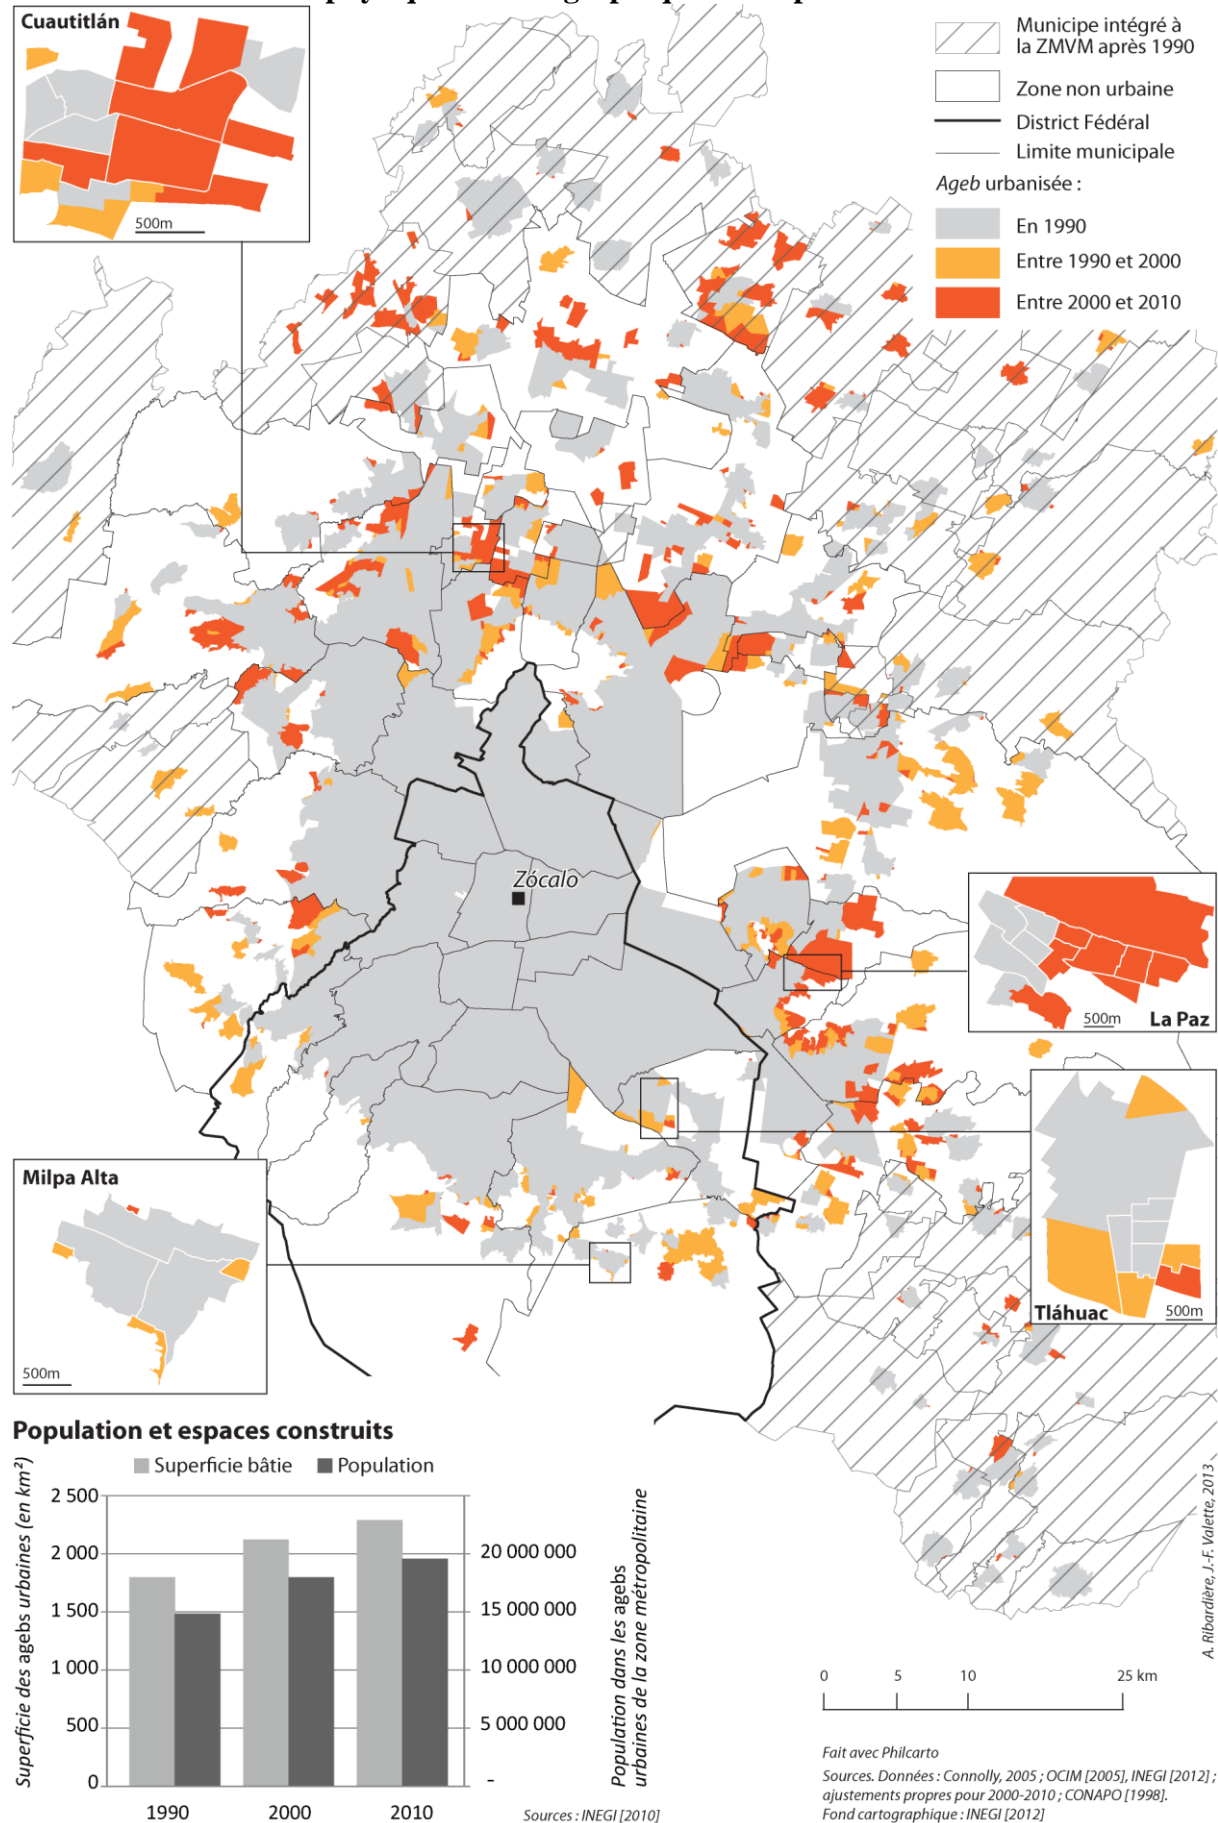 Cuautitlán
500m
Municipe intégré à
la ZMVM après 1990
Zone non urbaine
District Fédéral
Limite municipale
Ageb urbanisée :
En 1990
Entre 1990 et 2000
Entre 2000 et 2010
Zócalo
500m
La Paz
Milpa Alta
500m
Tláhuac
500m
Population et espaces construits
Superficie bâtie
Population
Superficie des agebs urbaines (en km²)
2 500
2 000
1 500
1 000
500
0
20 000 000
15 000 000
10 000 000
5 000 000
-
Population dans les agebs
urbaines de la zone métropolitaine
1990
2000
2010
Sources : INEGI [2010]
A. Ribardière, J.-F. Valette, 2013
0
5
10
25 km
Fait avec Philcarto
Sources. Données : Connolly, 2005 ; OCIM [2005], INEGI [2012] ;
ajustements propres pour 2000-2010 ; CONAPO [1998].
Fond cartographique : INEGI [2012]